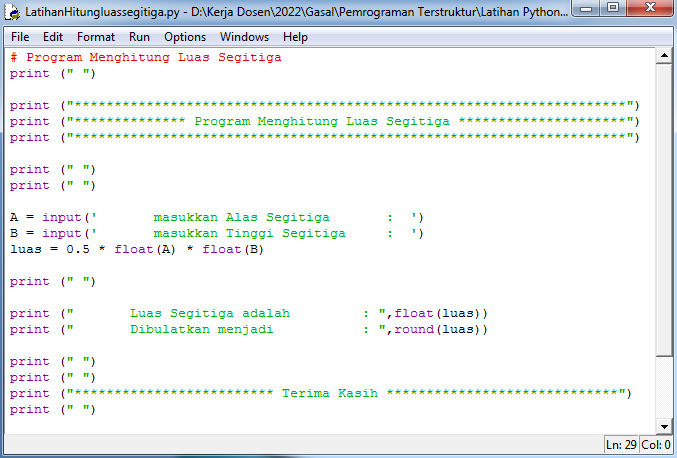 LatihanHitungluassegitiga.py - D:\Kerja Dosen\2022\Gasal\Pemrograman Terstruktur\Latihan Python...
File Edit Format Run Options Windows Help
# Program Menghitung Luas Segitiga
print (" ")
print ("*********************************************************************")
print ("************** Program Menghitung Luas Segitiga *********************")
print ("*********************************************************************")
print (" ")
print (" ")
A = input('       masukkan Alas Segitiga       :  ')
B = input('       masukkan Tinggi Segitiga     :  ')
luas = 0.5 * float(A) * float(B)
print (" ")
print ("       Luas Segitiga adalah         : ",float(luas))
print ("       Dibulatkan menjadi           : ",round(luas))
print (" ")
print (" ")
print ("************************* Terima Kasih *****************************")
print (" ")
Ln: 29 Col: 0